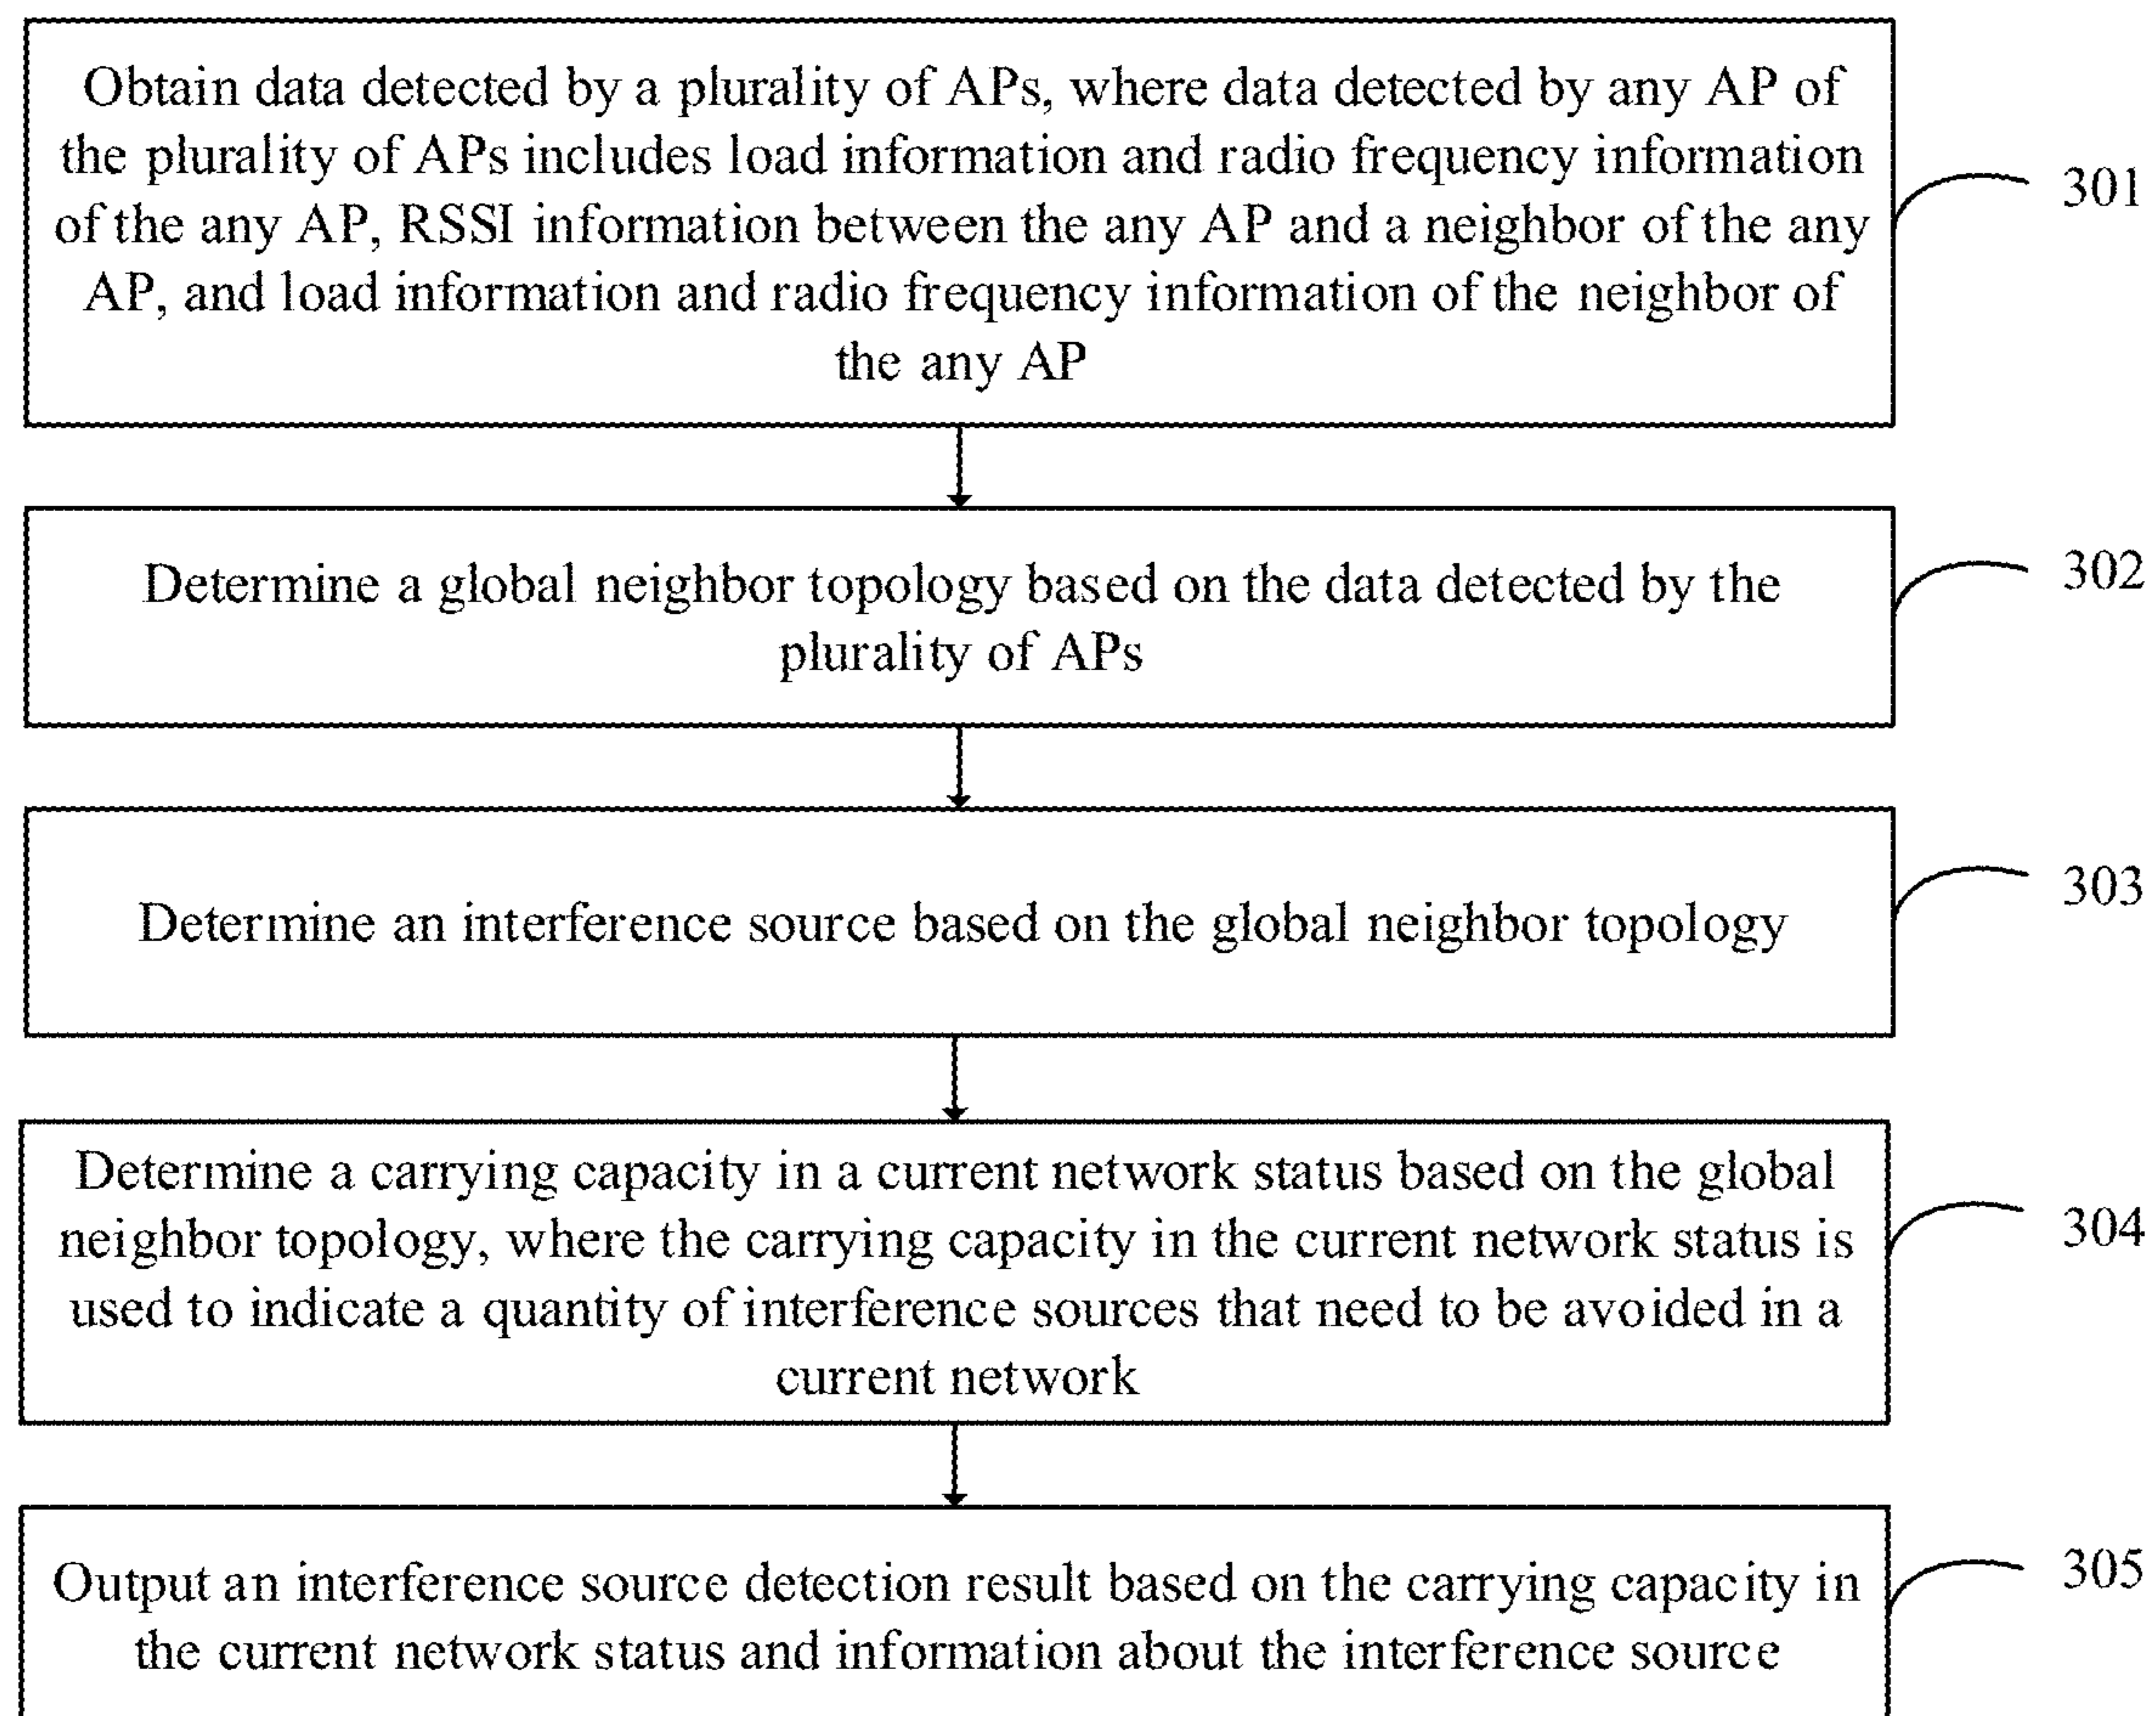 Obtain data detected by a plurality of APs, where data detected by any AP of
the plurality of APs includes load information and radio frequency information
of the any AP, RSSI information between the any AP and a neighbor of the any
AP, and load information and radio frequency information of the neighbor of
the any AP
301
Determine a global neighbor topology based on the data detected by the
plurality of APs
302
Determine an interference source based on the global neighbor topology
303
Determine a carrying capacity in a current network status based on the global
neighbor topology, where the carrying capacity in the current network status is
used to indicate a quantity of interference sources that need to be avoided in a
current network
304
Output an interference source detection result based on the carrying capacity in
the current network status and information about the interference source
305